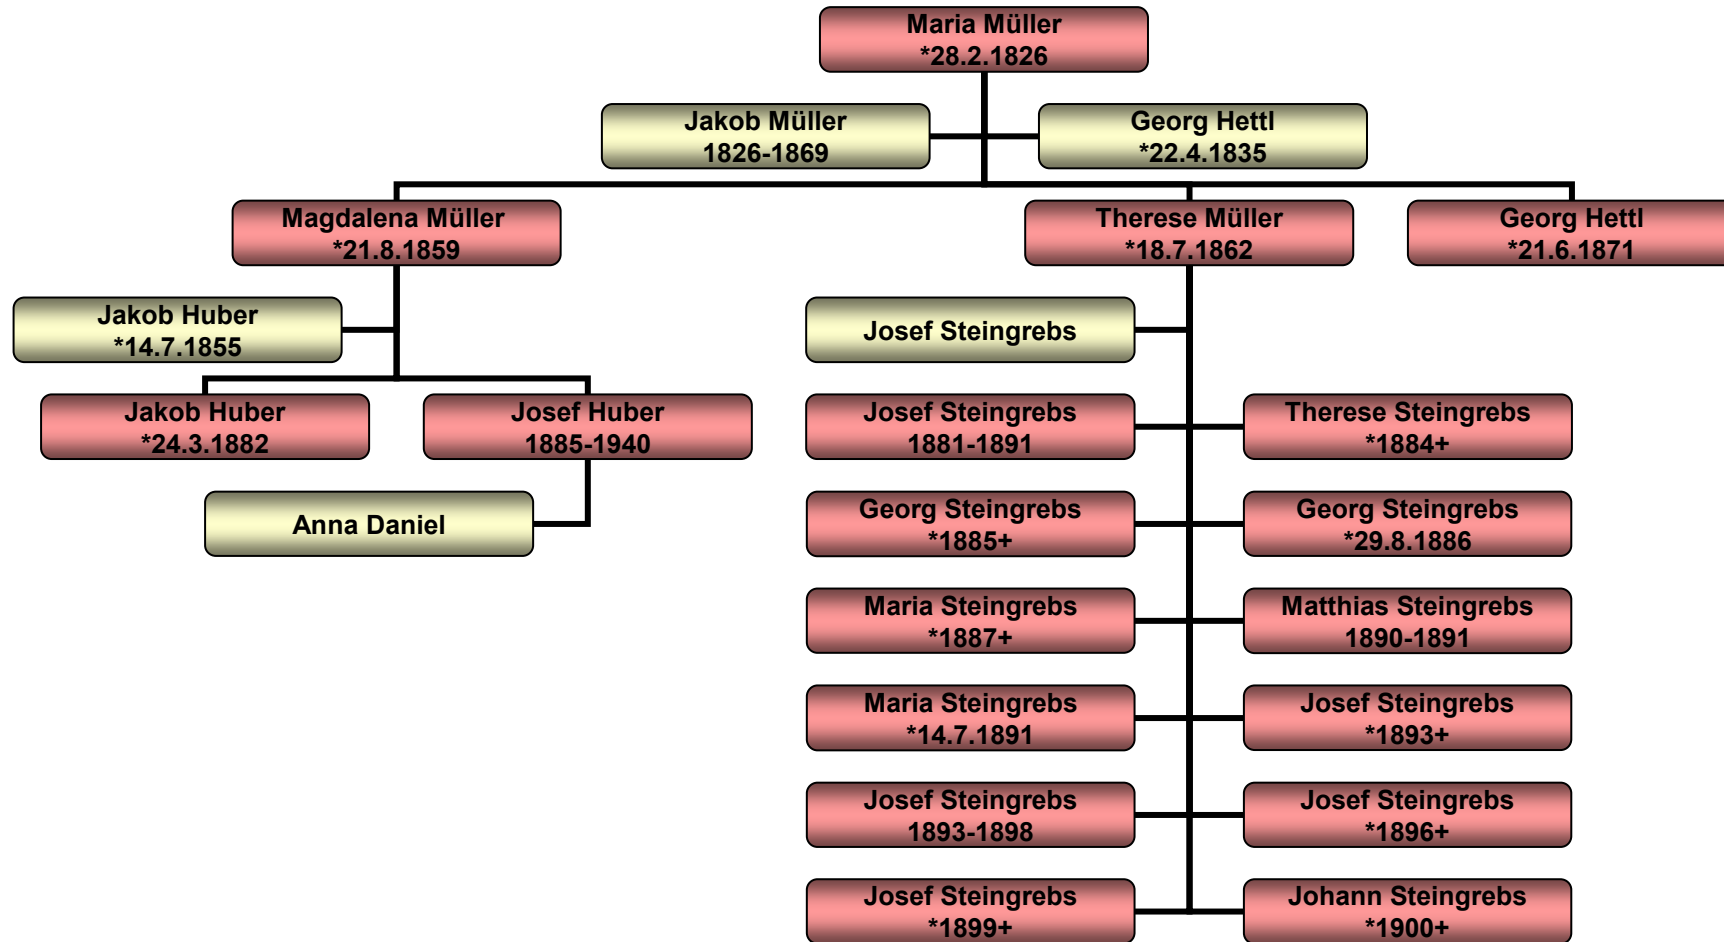 Maria Müller
*28.2.1826
Jakob Müller
1826-1869
Georg Hettl
*22.4.1835
Magdalena Müller
*21.8.1859
Therese Müller
*18.7.1862
Georg Hettl
*21.6.1871
Jakob Huber
*14.7.1855
Josef Steingrebs
Jakob Huber
*24.3.1882
Josef Huber
1885-1940
Josef Steingrebs
1881-1891
Therese Steingrebs
*1884+
Anna Daniel
Georg Steingrebs
*1885+
Georg Steingrebs
*29.8.1886
Maria Steingrebs
*1887+
Matthias Steingrebs
1890-1891
Maria Steingrebs
*14.7.1891
Josef Steingrebs
*1893+
Josef Steingrebs
1893-1898
Josef Steingrebs
*1896+
Josef Steingrebs
*1899+
Johann Steingrebs
*1900+